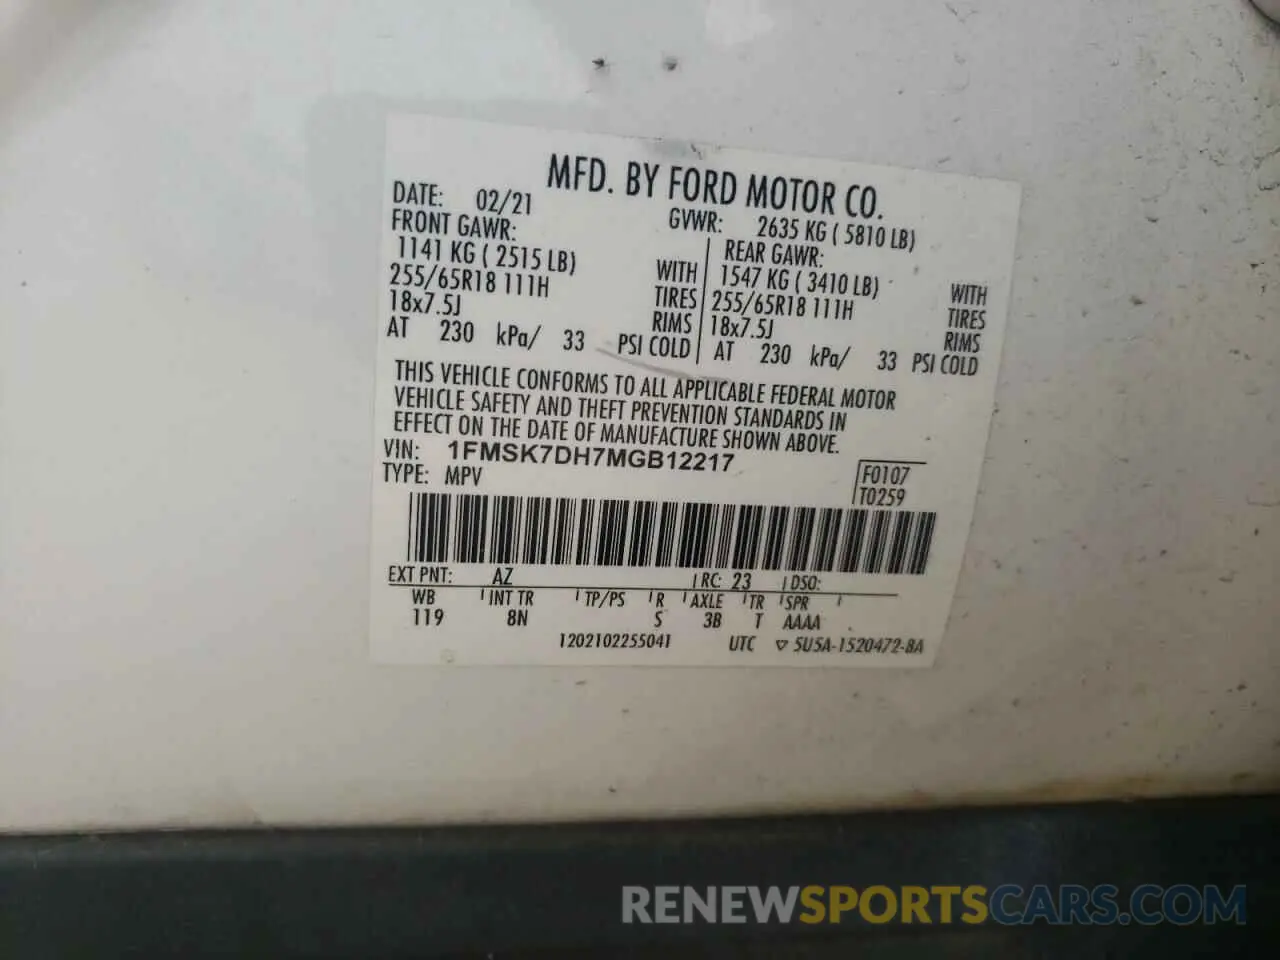 MFD. BY FORD MOTOR CO.
DATE: 02/21 GVWR: 2635 KG ( 5810 LB)
FRONT GAWR: REAR GAWR:
1141 KG ( 2515 LB) WITH 1547 KG ( 3410 LB) WITH
255/65R18 111H TIRES 255/65R18 111H TIRES
18x7.5J RIMS 18x7.5J RIMS
AT 230 kPa/ 33 PSI COLD AT 230 kPa/ 33 PSI COLD
THIS VEHICLE CONFORMS TO ALL APPLICABLE FEDERAL MOTOR
VEHICLE SAFETY AND THEFT PREVENTION STANDARDS IN
EFFECT ON THE DATE OF MANUFACTURE SHOWN ABOVE.
VIN: 1FMSK7DH7MGB12217
TYPE: MPV F0107
T0259
EXT PNT: AZ RC: 23 DSO:
WB INT TR TP/PS R AXLE TR SPR
119 8N S 3B T AAAA
1202102255041 UTC ▽ 5U5A-1520472-BA
RENEWSPORTSCARS.COM